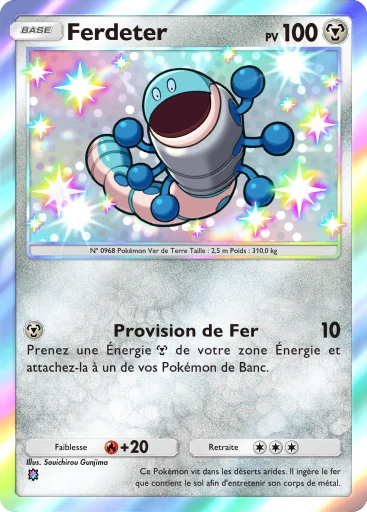 BASE
Ferdeter
PV 100
N° 0968 Pokémon Ver de Terre Taille : 2,5 m Poids : 310,0 kg
Provision de Fer 10
Prenez une Énergie de votre zone Énergie et
attachez-la à un de vos Pokémon de Banc.
Faiblesse +20 Retraite
Illus. Souichirou Gunjima
Ce Pokémon vit dans les déserts arides. Il ingère le fer
que contient le sol afin d'entretenir son corps de métal.